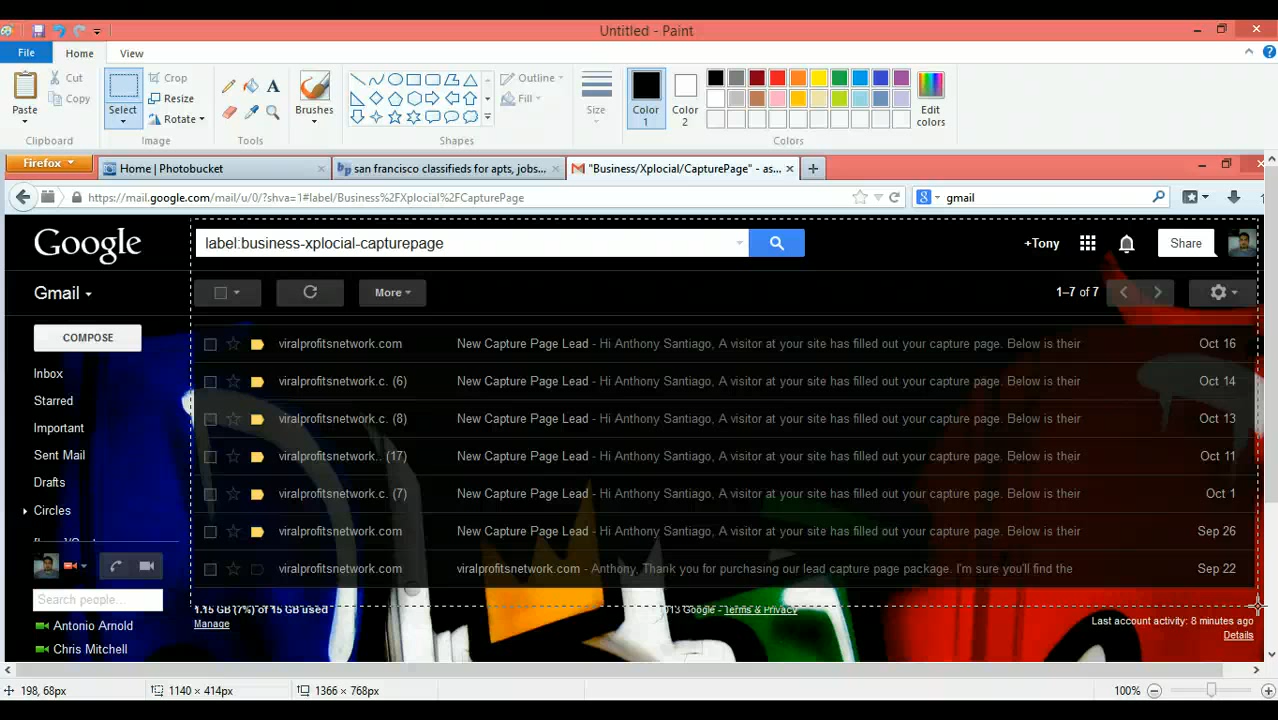 Untitled - Paint
File Home View
Paste Cut Copy Select Crop Resize Rotate Brushes Outline Fill Size Color 1 Color 2 Edit colors
Clipboard Image Tools Shapes Colors
Firefox Home | Photobucket san francisco classifieds for apts, jobs... "Business/Xplocial/CapturePage" - as...
https://mail.google.com/mail/u/0/?shva=1#label/Business%2FXplocial%2FCapturePage gmail
Google label:business-xplocial-capturepage +Tony Share
Gmail More 1–7 of 7
COMPOSE
viralprofitsnetwork.com New Capture Page Lead - Hi Anthony Santiago, A visitor at your site has filled out your capture page. Below is their Oct 16
Inbox
viralprofitsnetwork.c. (6) New Capture Page Lead - Hi Anthony Santiago, A visitor at your site has filled out your capture page. Below is their Oct 14
Starred
viralprofitsnetwork.c. (8) New Capture Page Lead - Hi Anthony Santiago, A visitor at your site has filled out your capture page. Below is their Oct 13
Important
Sent Mail viralprofitsnetwork.. (17) New Capture Page Lead - Hi Anthony Santiago, A visitor at your site has filled out your capture page. Below is their Oct 11
Drafts
viralprofitsnetwork.c. (7) New Capture Page Lead - Hi Anthony Santiago, A visitor at your site has filled out your capture page. Below is their Oct 1
Circles
viralprofitsnetwork.com New Capture Page Lead - Hi Anthony Santiago, A visitor at your site has filled out your capture page. Below is their Sep 26
viralprofitsnetwork.com viralprofitsnetwork.com - Anthony, Thank you for purchasing our lead capture page package. I'm sure you'll find the Sep 22
Search people...
1.15 GB (7%) of 15 GB used Google - Terms & Privacy
Manage Last account activity: 8 minutes ago
Antonio Arnold Details
Chris Mitchell
198, 68px 1140 × 414px 1366 × 768px 100%